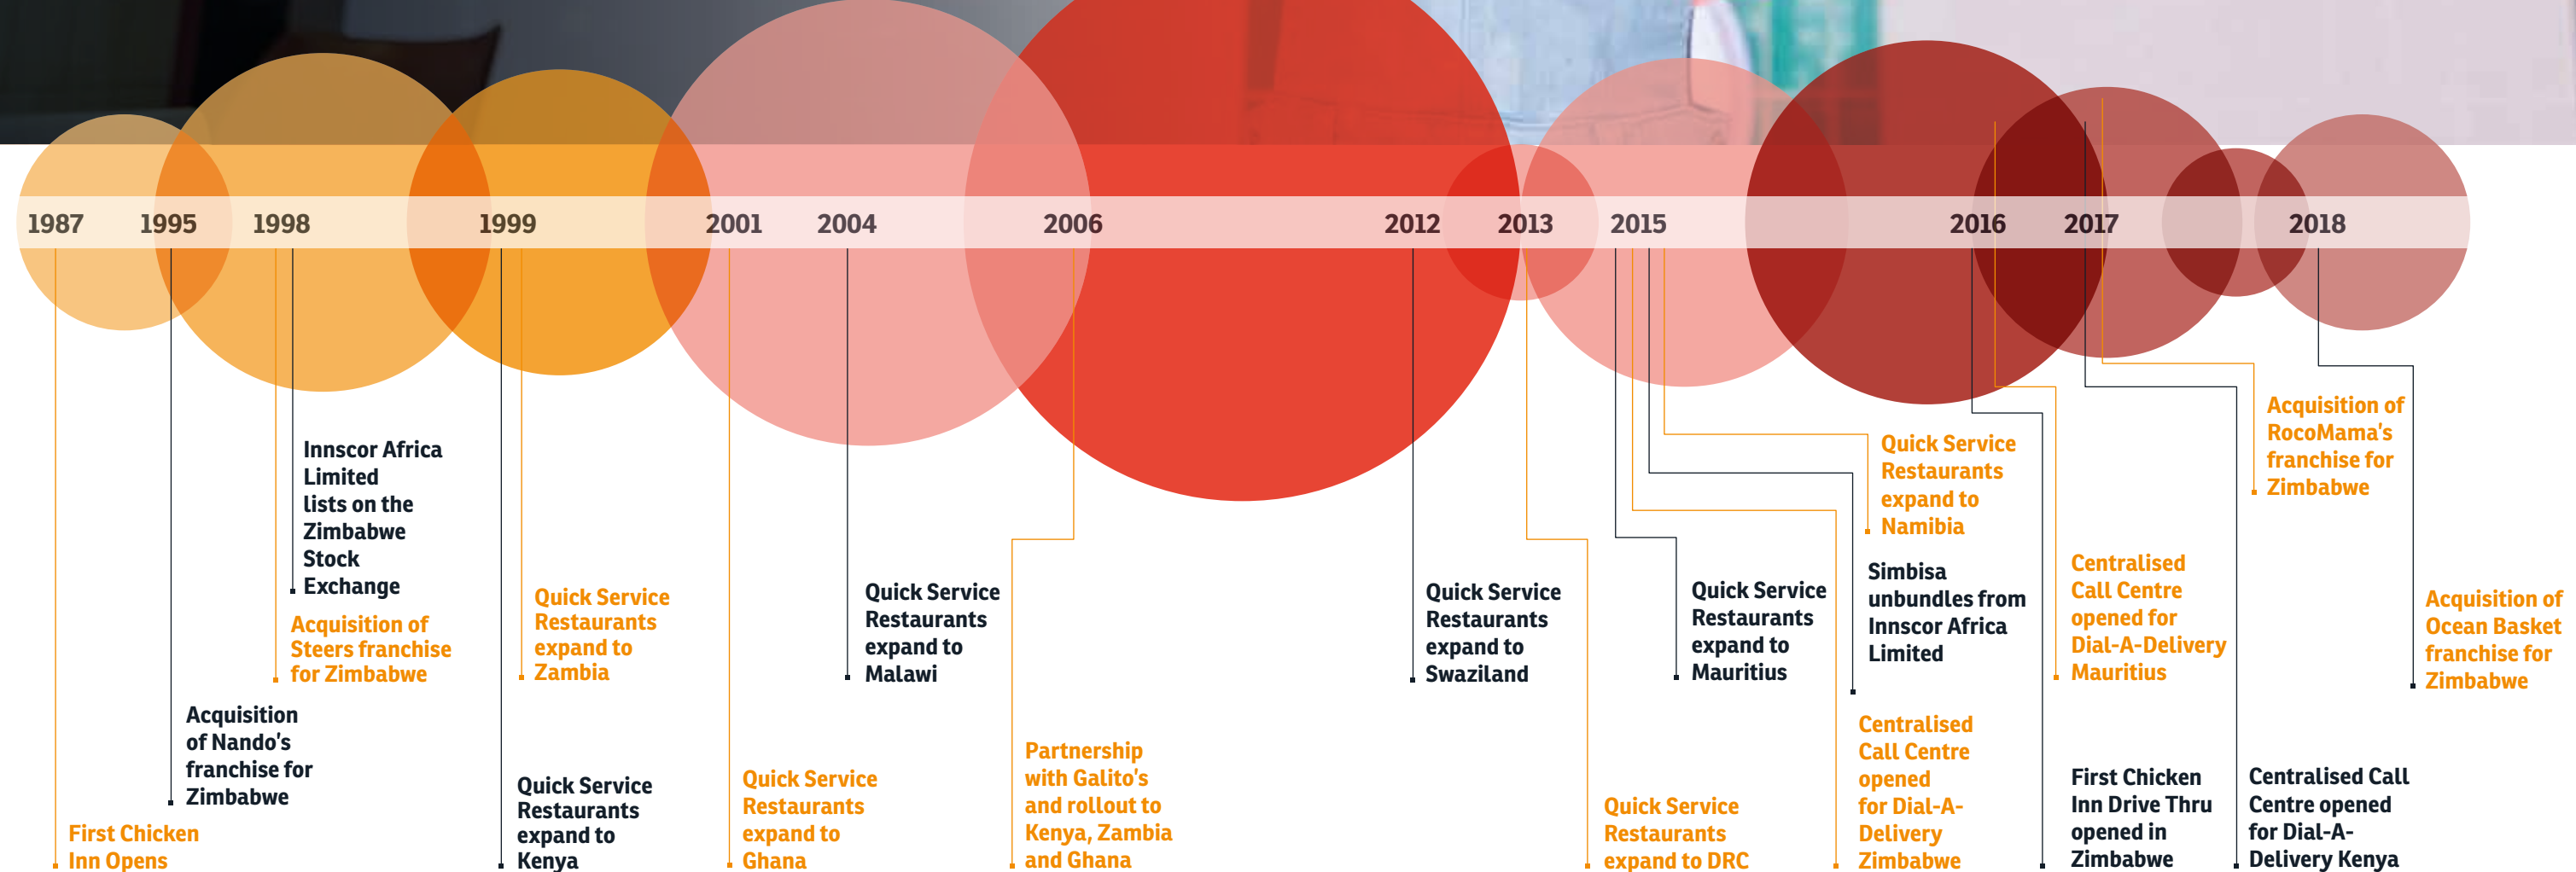 1987
1995
1998
1999
2001
2004
2006
2012
2013
2015
2016
2017
2018
First Chicken
Inn Opens
Acquisition
of Nando's
franchise for
Zimbabwe
Acquisition of
Steers franchise
for Zimbabwe
Innscor Africa
Limited
lists on the
Zimbabwe
Stock
Exchange
Quick Service
Restaurants
expand to
Kenya
Quick Service
Restaurants
expand to
Zambia
Quick Service
Restaurants
expand to
Ghana
Quick Service
Restaurants
expand to
Malawi
Partnership
with Galito's
and rollout to
Kenya, Zambia
and Ghana
Quick Service
Restaurants
expand to
Swaziland
Quick Service
Restaurants
expand to DRC
Quick Service
Restaurants
expand to
Mauritius
Centralised
Call Centre
opened
for Dial-A-
Delivery
Zimbabwe
Simbisa
unbundles from
Innscor Africa
Limited
Quick Service
Restaurants
expand to
Namibia
First Chicken
Inn Drive Thru
opened in
Zimbabwe
Centralised
Call Centre
opened for
Dial-A-Delivery
Mauritius
Centralised Call
Centre opened
for Dial-A-
Delivery Kenya
Acquisition of
RocoMama's
franchise for
Zimbabwe
Acquisition of
Ocean Basket
franchise for
Zimbabwe